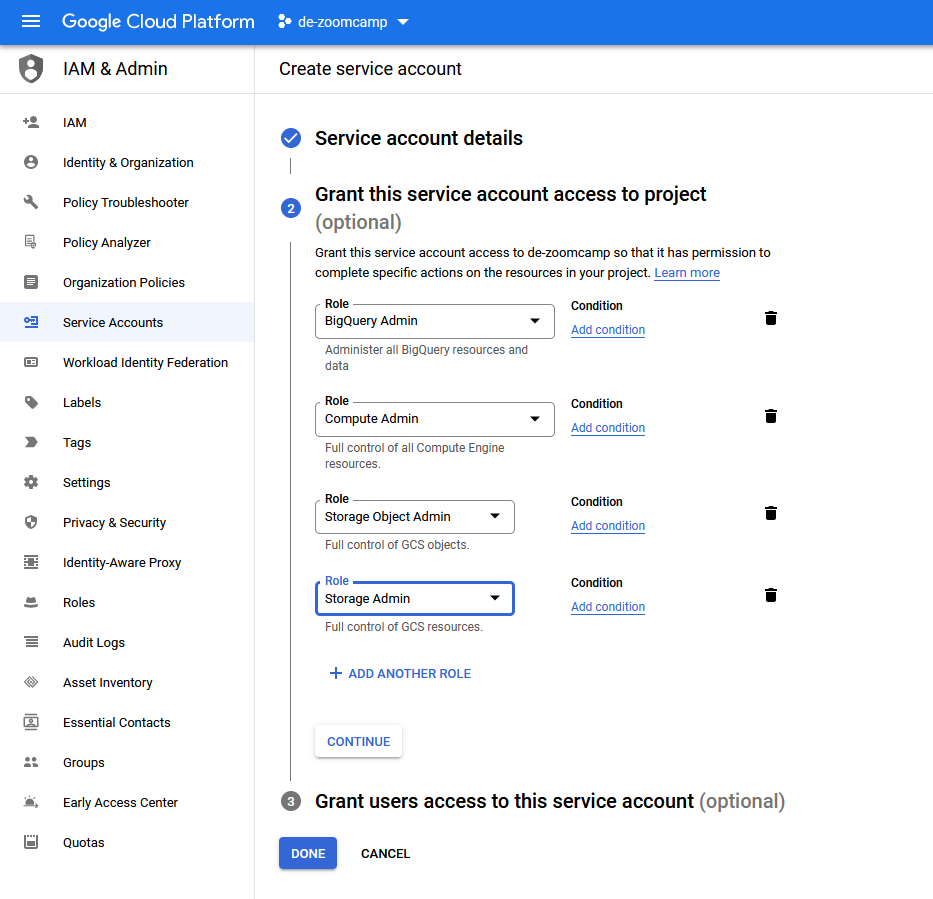 Google Cloud Platform
de-zoomcamp
IAM & Admin
IAM
Identity & Organization
Policy Troubleshooter
Policy Analyzer
Organization Policies
Service Accounts
Workload Identity Federation
Labels
Tags
Settings
Privacy & Security
Identity-Aware Proxy
Roles
Audit Logs
Asset Inventory
Essential Contacts
Groups
Early Access Center
Quotas
Create service account
Service account details
2
Grant this service account access to project
(optional)
Grant this service account access to de-zoomcamp so that it has permission to
complete specific actions on the resources in your project. Learn more
Role
BigQuery Admin
Administer all BigQuery resources and
data
Condition
Add condition
Role
Compute Admin
Full control of all Compute Engine
resources.
Condition
Add condition
Role
Storage Object Admin
Full control of GCS objects.
Condition
Add condition
Role
Storage Admin
Full control of GCS resources.
Condition
Add condition
ADD ANOTHER ROLE
CONTINUE
3
Grant users access to this service account (optional)
DONE
CANCEL